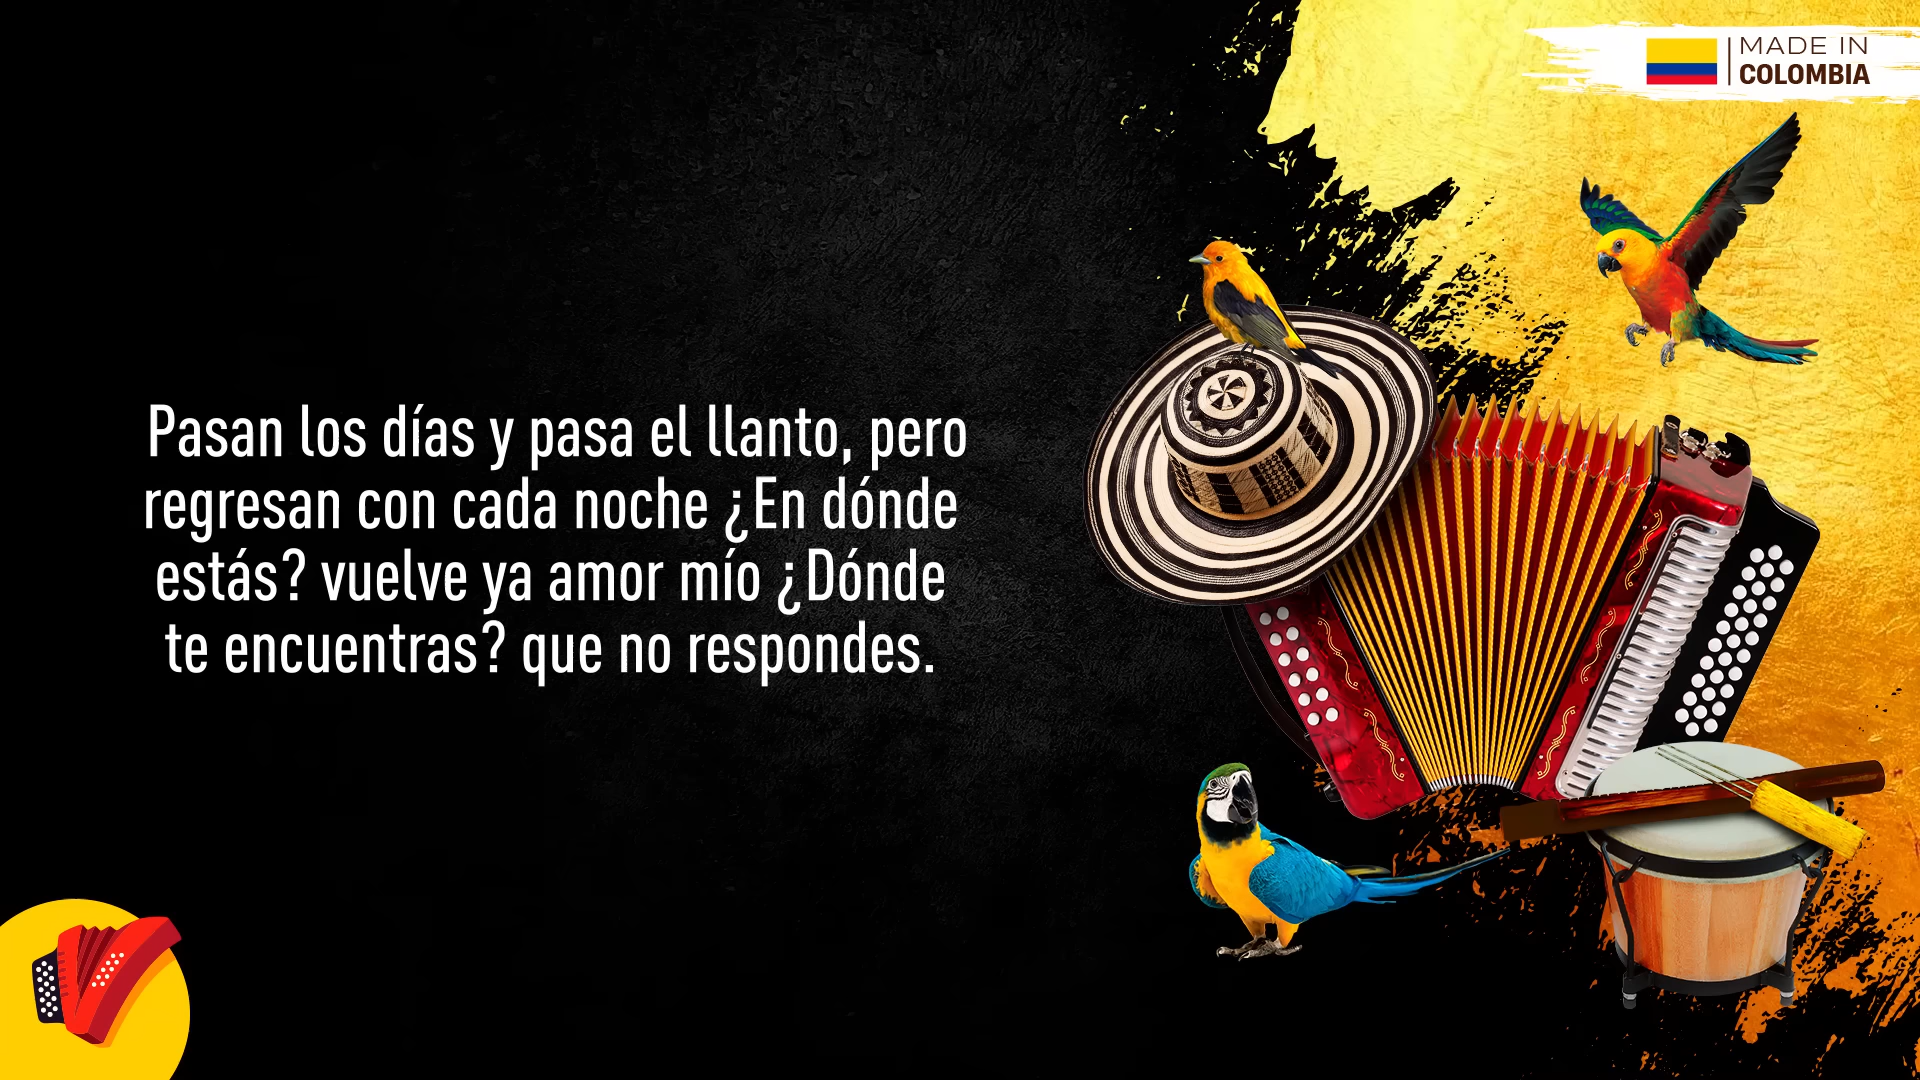 MADE IN
COLOMBIA
Pasan los días y pasa el llanto, pero
regresan con cada noche ¿En dónde
estás? vuelve ya amor mío ¿Dónde
te encuentras? que no respondes.